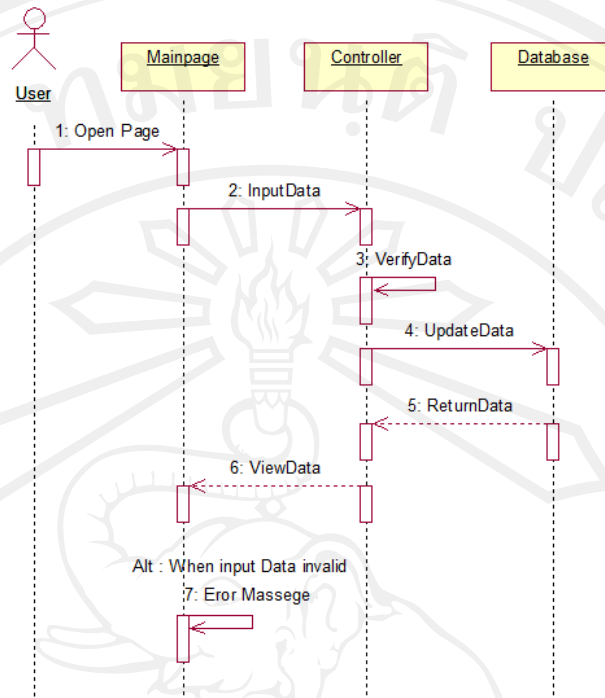 User
Mainpage
Controller
Database
1: Open Page
2: InputData
3: VerifyData
4: UpdateData
5: ReturnData
6: ViewData
Alt : When input Data invalid
7: Eror Massege